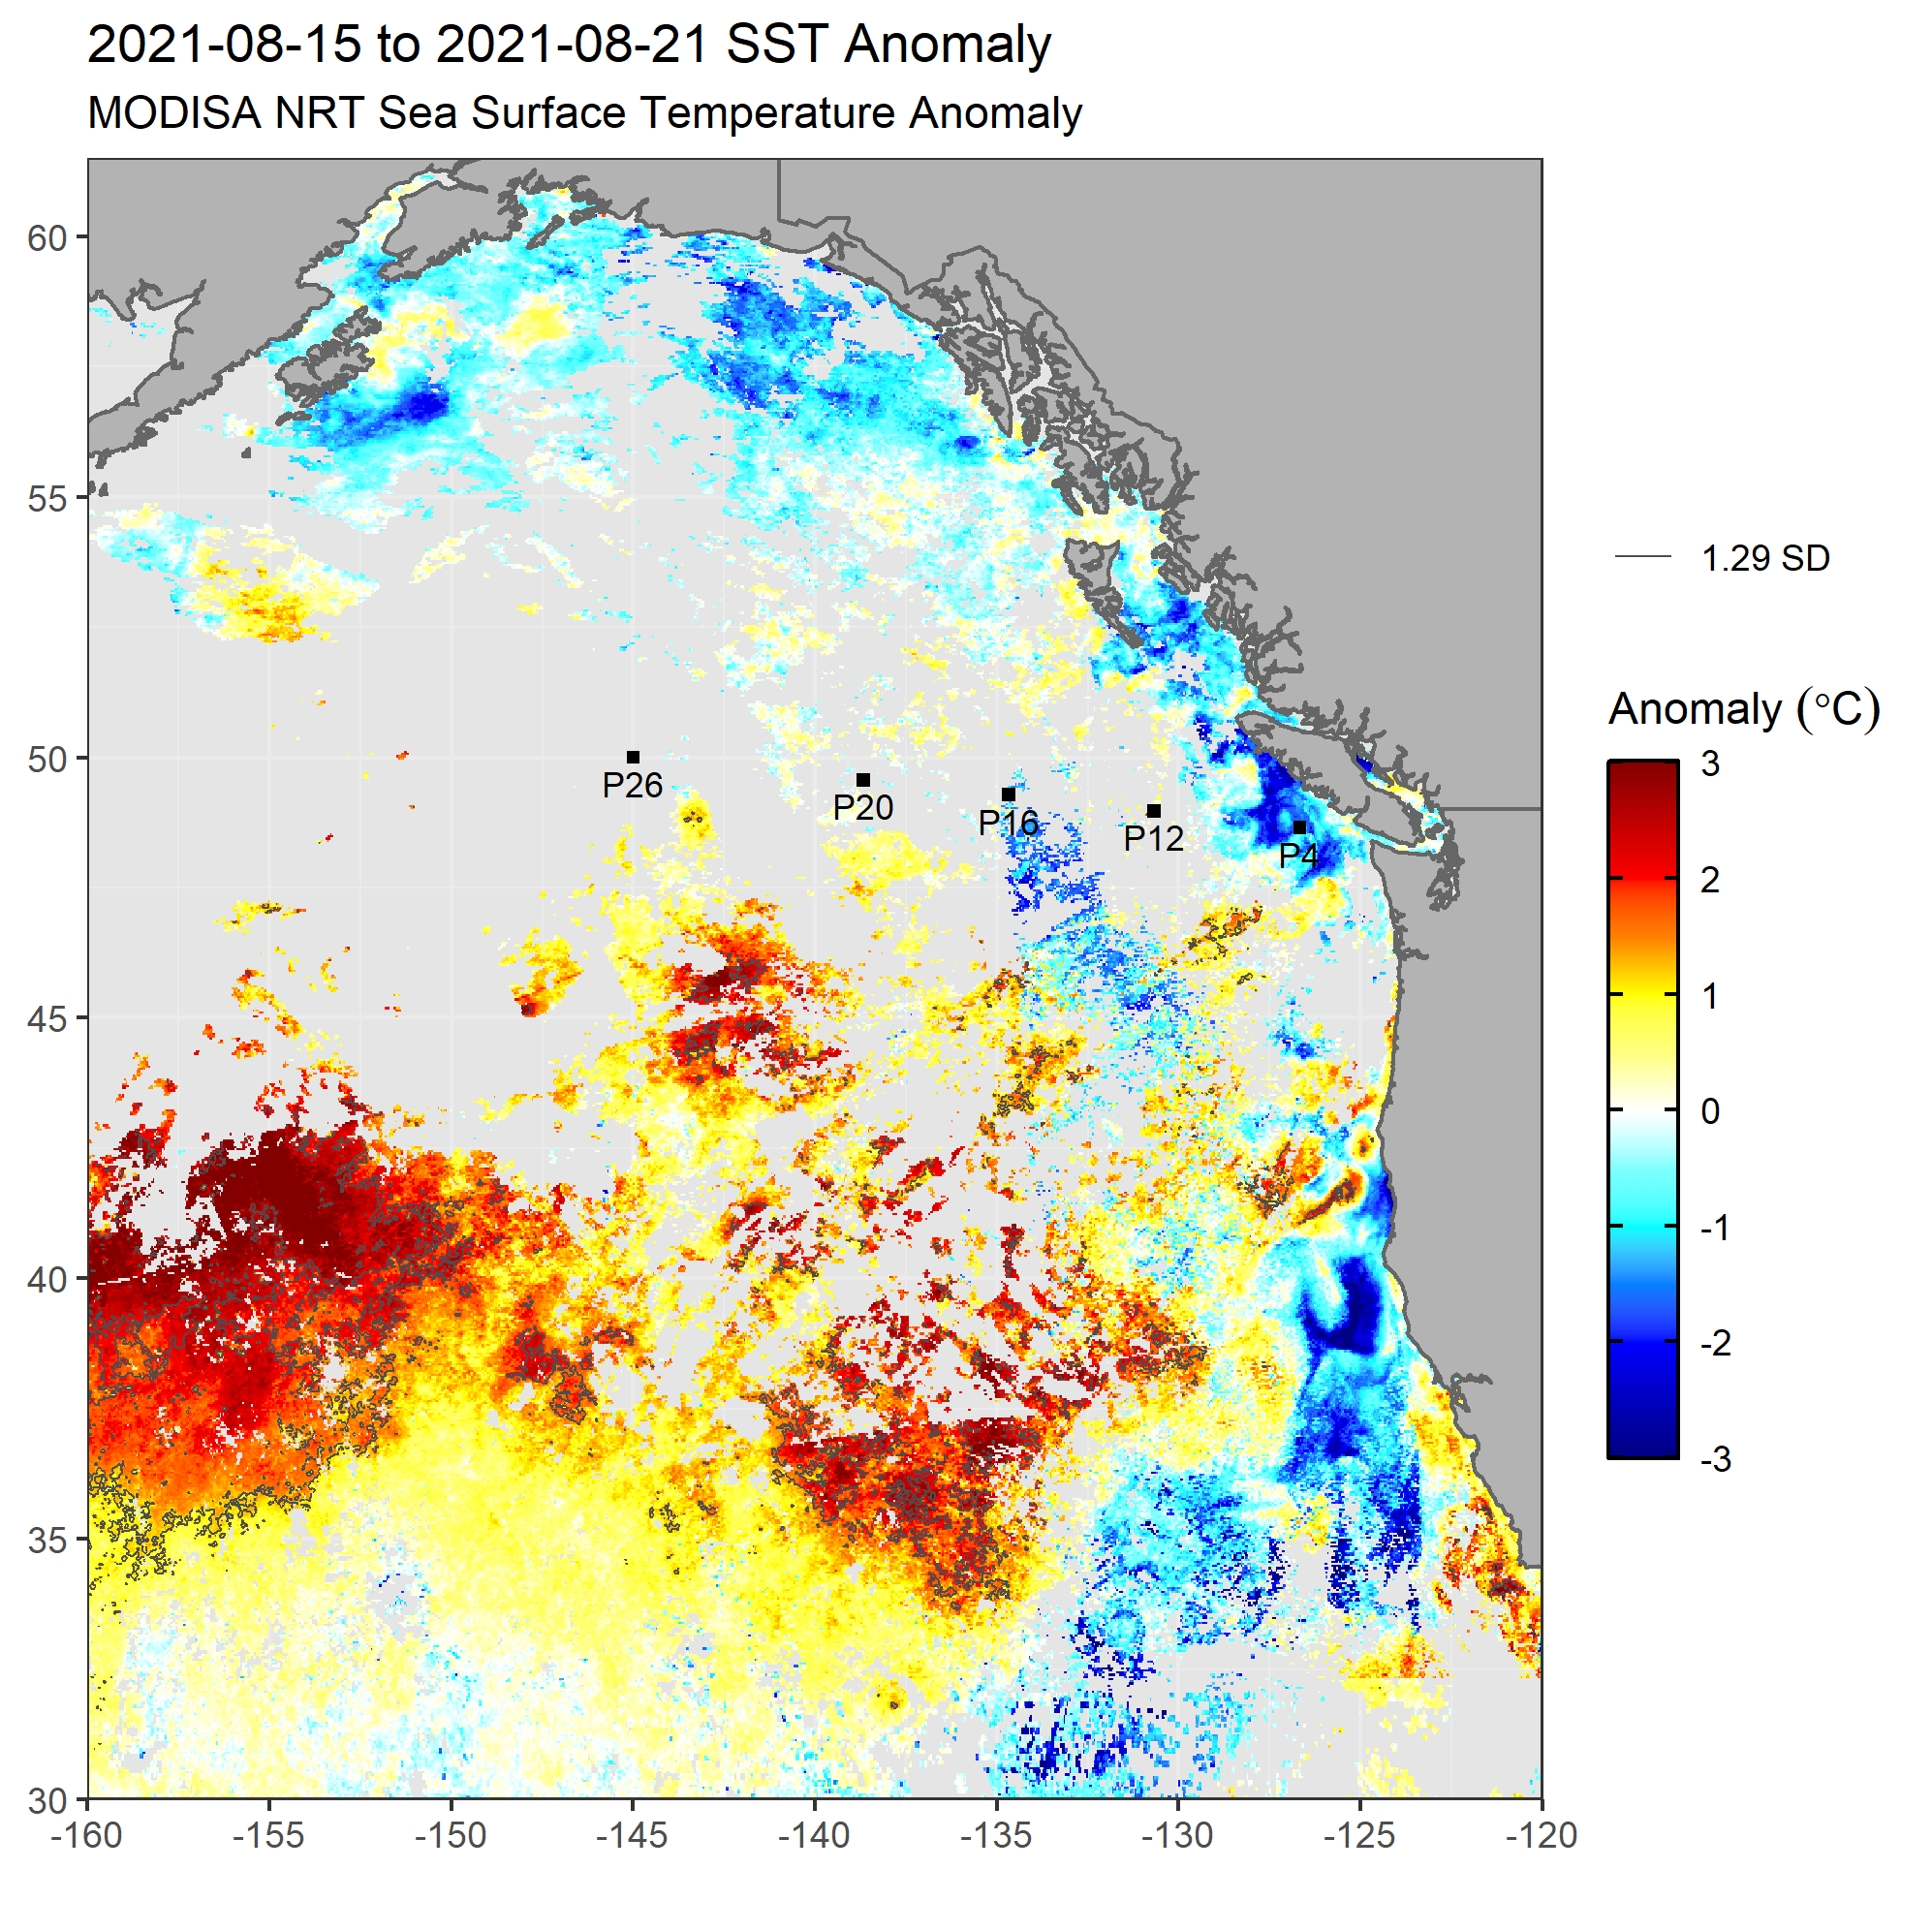 2021-08-15 to 2021-08-21 SST Anomaly
MODISA NRT Sea Surface Temperature Anomaly
60
55
50
45
40
35
30
-160
-155
-150
-145
-140
-135
-130
-125
-120
P26
P20
P16
P12
P4
1.29 SD
Anomaly (°C)
3
2
1
0
-1
-2
-3